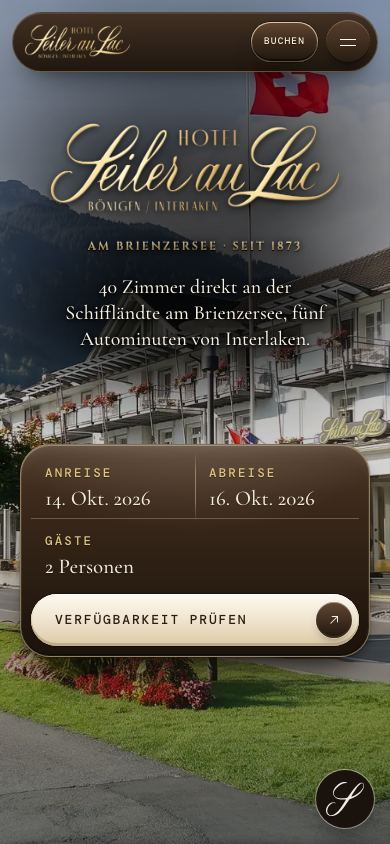 HOTEL
Seiler au Lac
BÖNIGEN / INTERLAKEN
BUCHEN
HOTEL
Seiler au Lac
BÖNIGEN / INTERLAKEN
AM BRIENZERSEE · SEIT 1873
40 Zimmer direkt an der
Schifflände am Brienzersee, fünf
Autominuten von Interlaken.
Seiler au Lac
ANREISE
ABREISE
14. Okt. 2026
16. Okt. 2026
GÄSTE
2 Personen
VERFÜGBARKEIT PRÜFEN
S